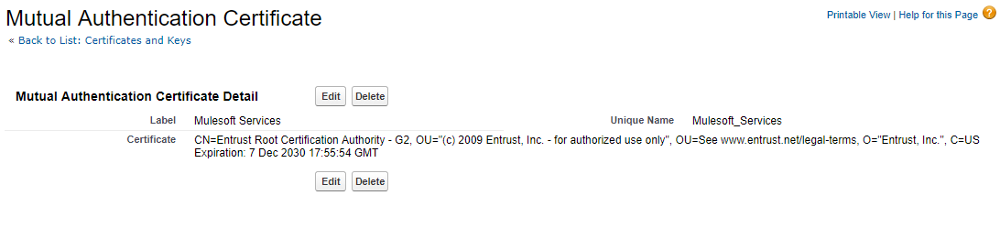 Mutual Authentication Certificate
Printable View | Help for this Page ?
« Back to List: Certificates and Keys
Mutual Authentication Certificate Detail Edit Delete
Label Mulesoft Services Unique Name Mulesoft_Services
Certificate CN=Entrust Root Certification Authority - G2, OU="(c) 2009 Entrust, Inc. - for authorized use only", OU=See www.entrust.net/legal-terms, O="Entrust, Inc.", C=US
Expiration: 7 Dec 2030 17:55:54 GMT
Edit Delete